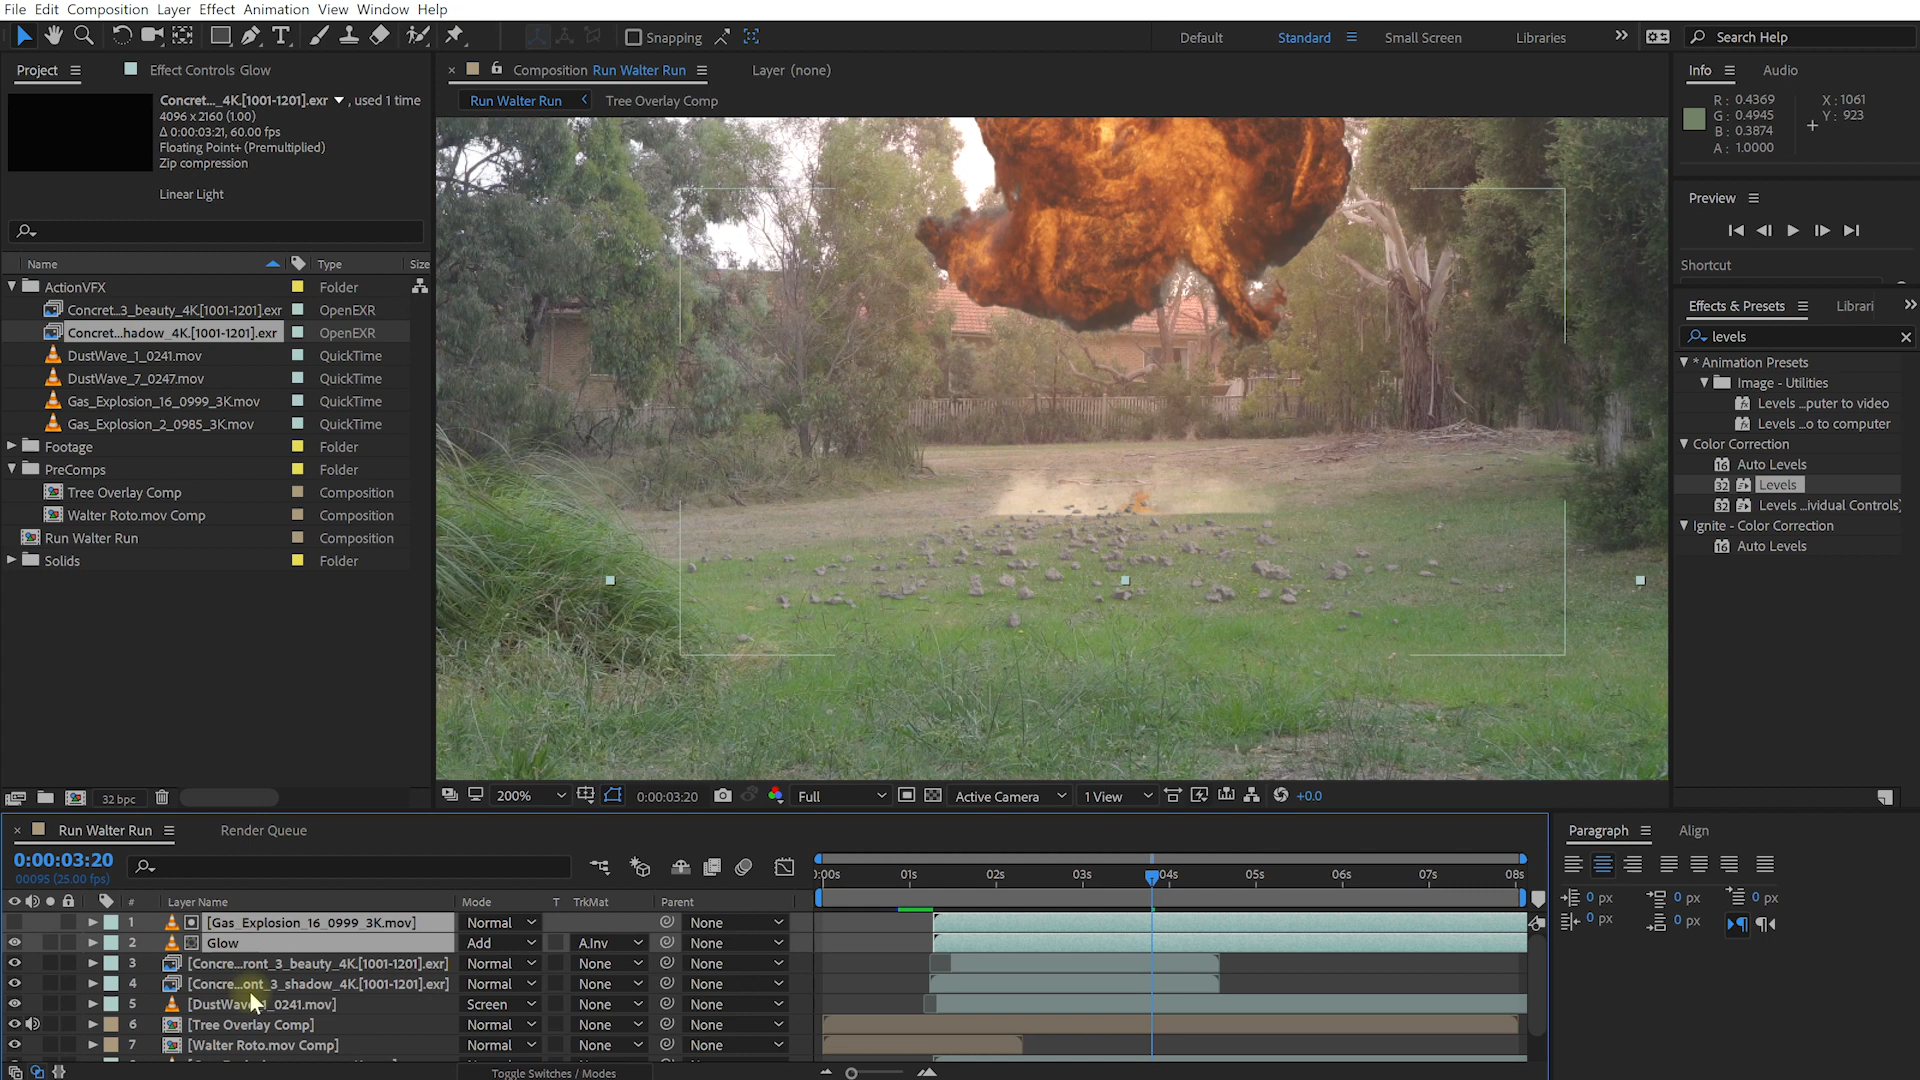 File Edit Composition Layer Effect Animation View Window Help
Snapping
Default Standard Small Screen Libraries Search Help
Project Effect Controls Glow
Concret..._4K.[1001-1201].exr , used 1 time
4096 x 2160 (1.00)
Δ 0:00:03:21, 60.00 fps
Floating Point+ (Premultiplied)
Zip compression
Linear Light
Name Type Size
ActionVFX Folder
Concret...3_beauty_4K.[1001-1201].exr OpenEXR
Concret...hadow_4K.[1001-1201].exr OpenEXR
DustWave_1_0241.mov QuickTime
DustWave_7_0247.mov QuickTime
Gas_Explosion_16_0999_3K.mov QuickTime
Gas_Explosion_2_0985_3K.mov QuickTime
Footage Folder
PreComps Folder
Tree Overlay Comp Composition
Walter Roto.mov Comp Composition
Run Walter Run Composition
Solids Folder
32 bpc
Composition Run Walter Run Layer (none)
Run Walter Run Tree Overlay Comp
200% 0:00:03:20 Full Active Camera 1 View +0.0
Info Audio
R: 0.4369 X: 1061
G: 0.4945 Y: 923
B: 0.3874
A: 1.0000
Preview
Shortcut
Effects & Presets Librari
levels
* Animation Presets
Image - Utilities
Levels ...puter to video
Levels ...o to computer
Color Correction
16 Auto Levels
32 Levels
32 Levels ...ividual Controls)
Ignite - Color Correction
16 Auto Levels
Run Walter Run Render Queue
0:00:03:20
00095 (25.00 fps)
):00s 01s 02s 03s 04s 05s 06s 07s 08s
# Layer Name Mode T TrkMat Parent
1 [Gas_Explosion_16_0999_3K.mov] Normal None
2 Glow Add A.Inv None
3 [Concre...ront_3_beauty_4K.[1001-1201].exr] Normal None None
4 [Concre...ont_3_shadow_4K.[1001-1201].exr] Normal None None
5 [DustWave_1_0241.mov] Screen None None
6 [Tree Overlay Comp] Normal None None
7 [Walter Roto.mov Comp] Normal None None
Toggle Switches / Modes
Paragraph Align
0 px 0 px 0 px
0 px 0 px